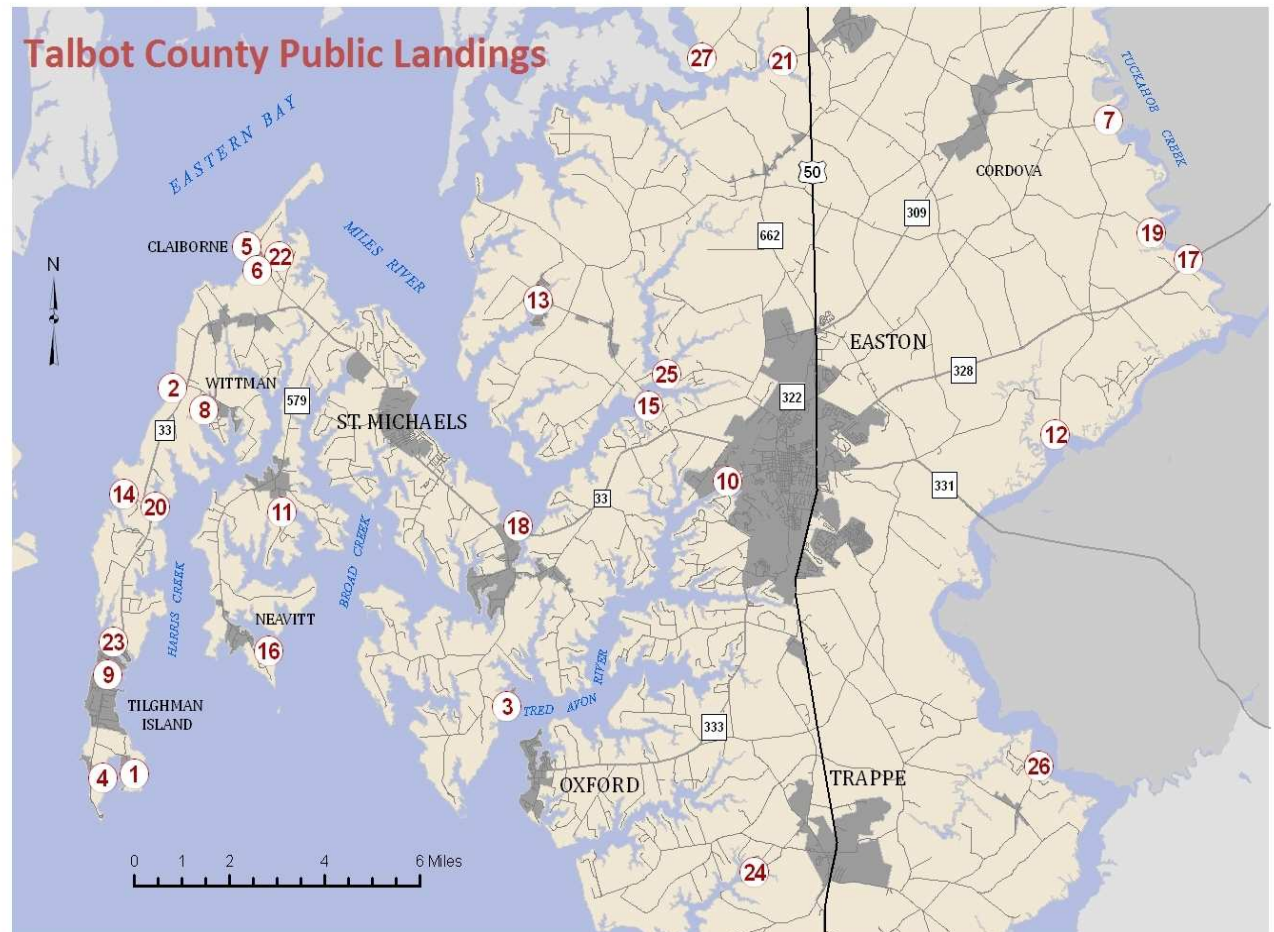 Talbot County Public Landings
27
21
TUCKAHOE CREEK
7
50
EASTERN BAY
CORDOVA
309
662
19
17
CLAIBORNE
5
22
6
MILES RIVER
N
13
EASTON
328
25
2
WITTMAN
8
579
322
15
ST. MICHAELS
33
12
10
331
14
20
11
33
18
BROAD CREEK
HARRIS CREEK
NEAVITT
23
16
9
TILGHMAN
ISLAND
3
TRED AVON RIVER
333
4
1
OXFORD
TRAPPE
26
24
0 1 2 4 6 Miles